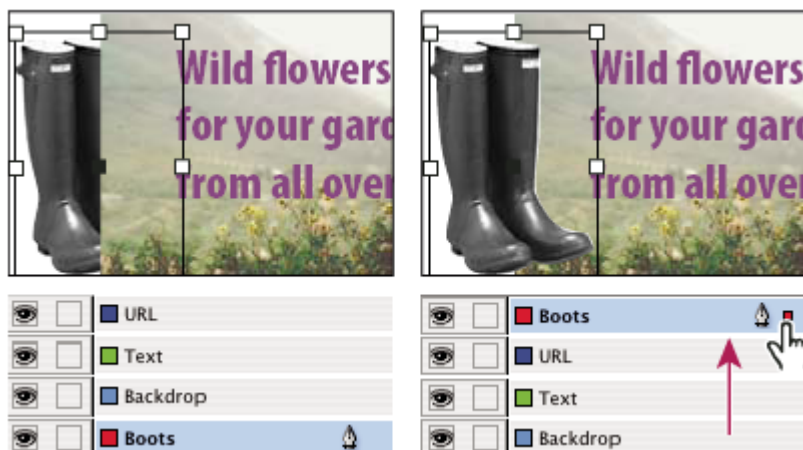 Wild flowers
for your gard
from all over
Wild flowers
for your gard
from all over
URL
Text
Backdrop
Boots
Boots
URL
Text
Backdrop